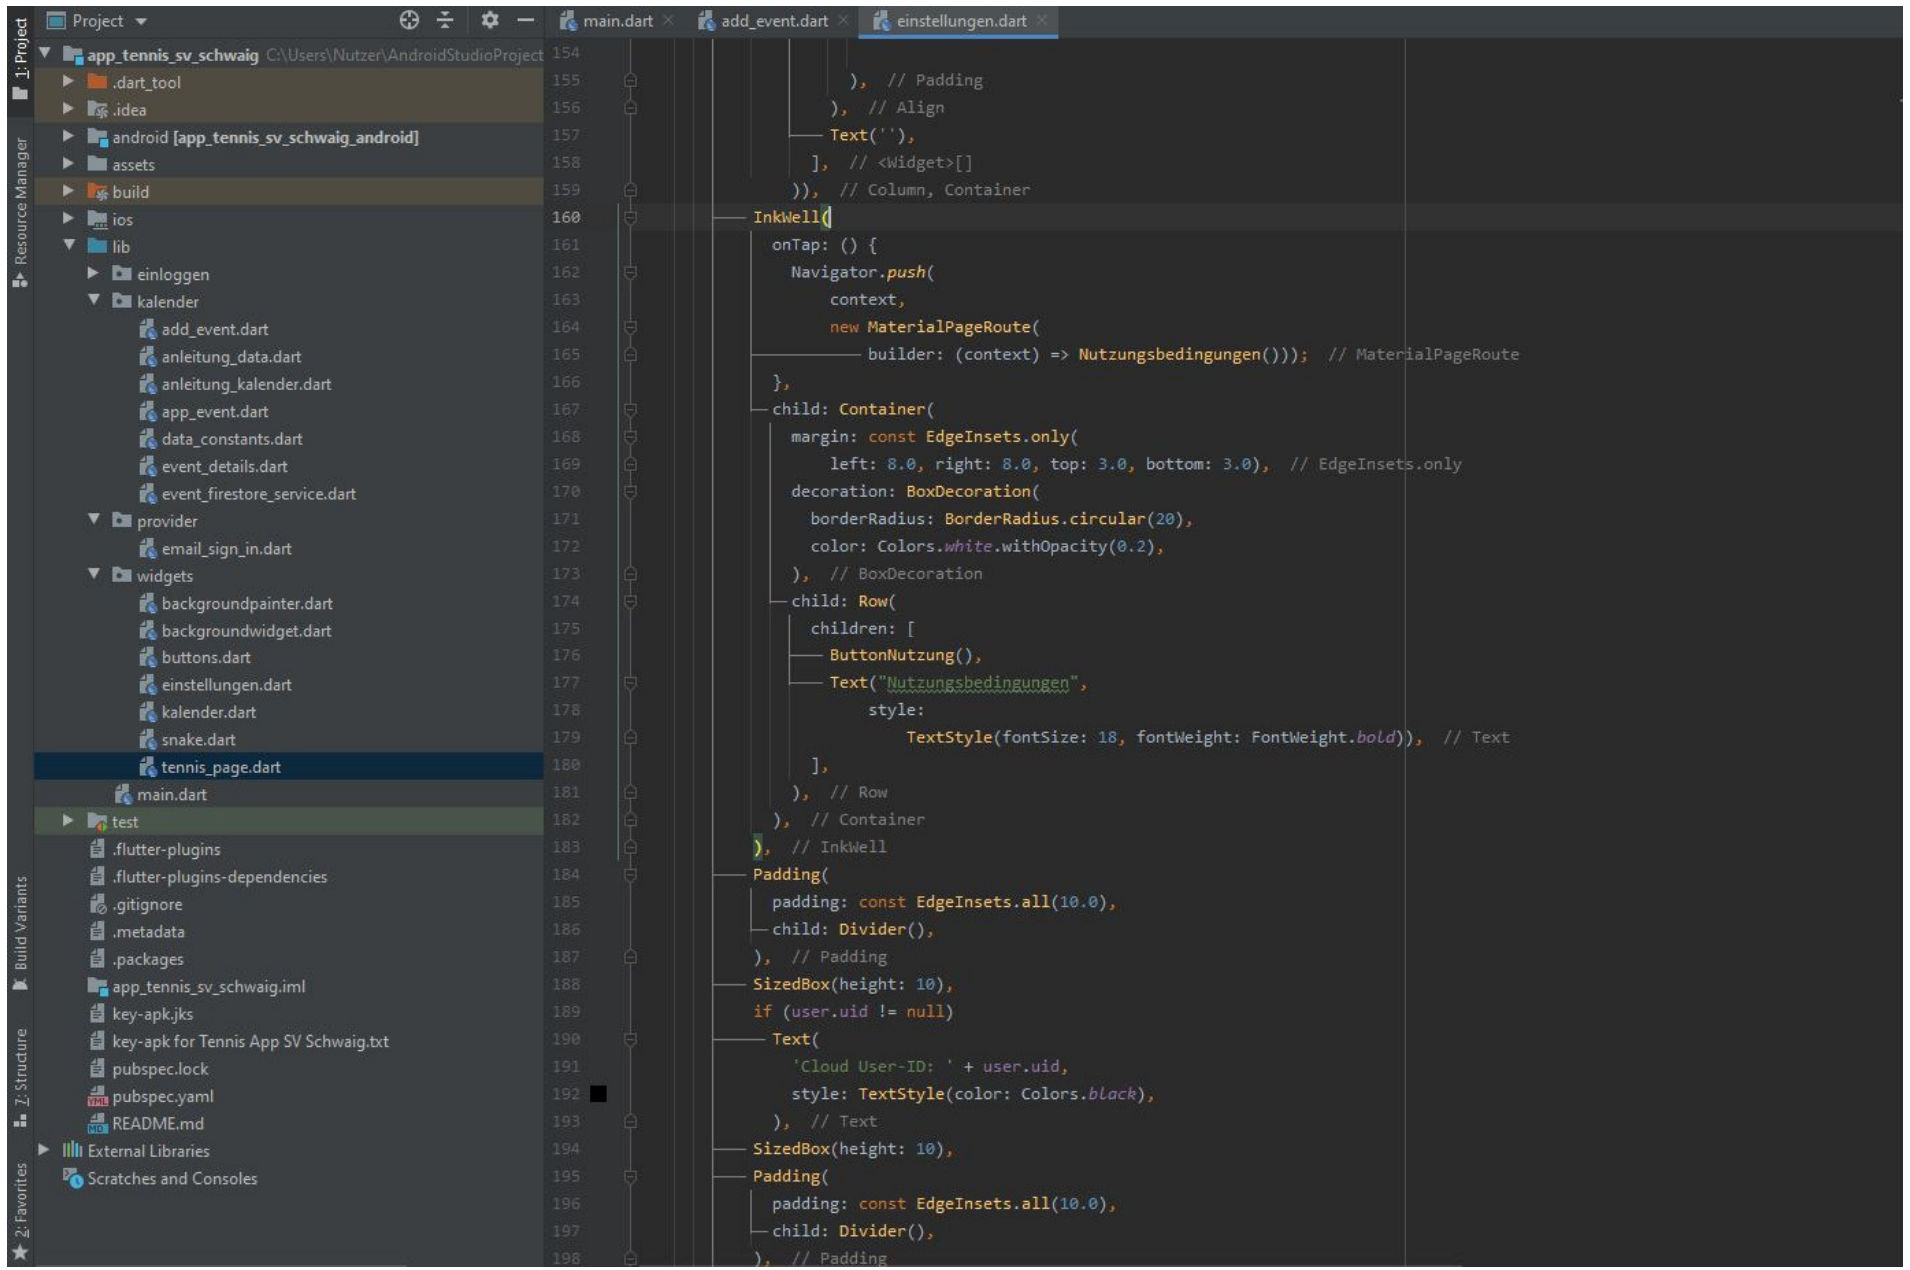 1: Project
Resource Manager
Build Variants
7: Structure
2: Favorites
Project
app_tennis_sv_schwaig C:\Users\Nutzer\AndroidStudioProject
.dart_tool
.idea
android [app_tennis_sv_schwaig_android]
assets
build
ios
lib
einloggen
kalender
add_event.dart
anleitung_data.dart
anleitung_kalender.dart
app_event.dart
data_constants.dart
event_details.dart
event_firestore_service.dart
provider
email_sign_in.dart
widgets
backgroundpainter.dart
backgroundwidget.dart
buttons.dart
einstellungen.dart
kalender.dart
snake.dart
tennis_page.dart
main.dart
test
.flutter-plugins
.flutter-plugins-dependencies
.gitignore
.metadata
.packages
app_tennis_sv_schwaig.iml
key-apk.jks
key-apk for Tennis App SV Schwaig.txt
pubspec.lock
pubspec.yaml
README.md
External Libraries
Scratches and Consoles
main.dart add_event.dart einstellungen.dart
154
155 ), // Padding
156 ), // Align
157 Text(''),
158 ], // <Widget>[]
159 )), // Column, Container
160 InkWell(
161 onTap: () {
162 Navigator.push(
163 context,
164 new MaterialPageRoute(
165 builder: (context) => Nutzungsbedingungen())); // MaterialPageRoute
166 },
167 child: Container(
168 margin: const EdgeInsets.only(
169 left: 8.0, right: 8.0, top: 3.0, bottom: 3.0), // EdgeInsets.only
170 decoration: BoxDecoration(
171 borderRadius: BorderRadius.circular(20),
172 color: Colors.white.withOpacity(0.2),
173 ), // BoxDecoration
174 child: Row(
175 children: [
176 ButtonNutzung(),
177 Text("Nutzungsbedingungen",
178 style:
179 TextStyle(fontSize: 18, fontWeight: FontWeight.bold)), // Text
180 ],
181 ), // Row
182 ), // Container
183 ), // InkWell
184 Padding(
185 padding: const EdgeInsets.all(10.0),
186 child: Divider(),
187 ), // Padding
188 SizedBox(height: 10),
189 if (user.uid != null)
190 Text(
191 'Cloud User-ID: ' + user.uid,
192 style: TextStyle(color: Colors.black),
193 ), // Text
194 SizedBox(height: 10),
195 Padding(
196 padding: const EdgeInsets.all(10.0),
197 child: Divider(),
198 ), // Padding